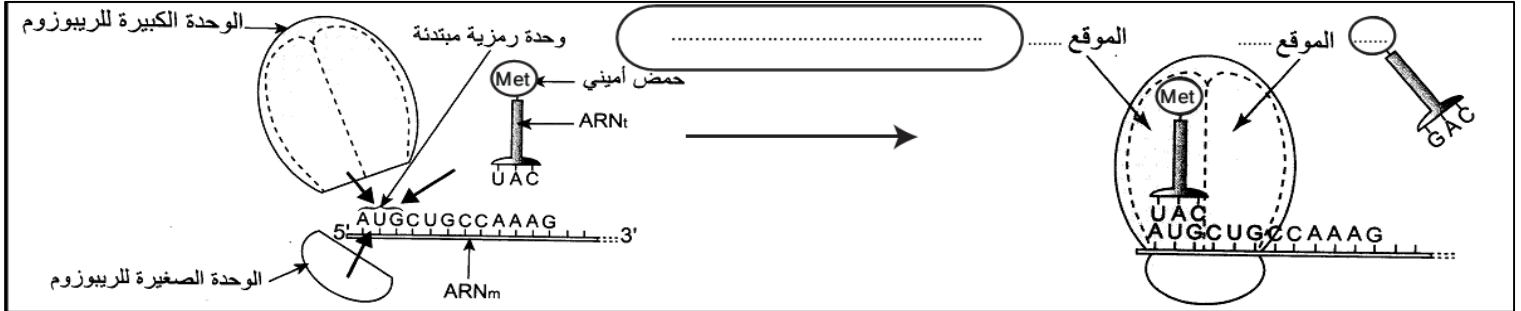 الوحدة الكبيرة للريبوزوم
وحدة رمزية مبتدئة
Met
حمض أميني
ARNt
UAC
5' AUGCUGCCAAAG 3'
الوحدة الصغيرة للريبوزوم
ARNm
........................................
الموقع ......
الموقع ......
......
Met
GAC
UAC
AUGCUGCCAAAG